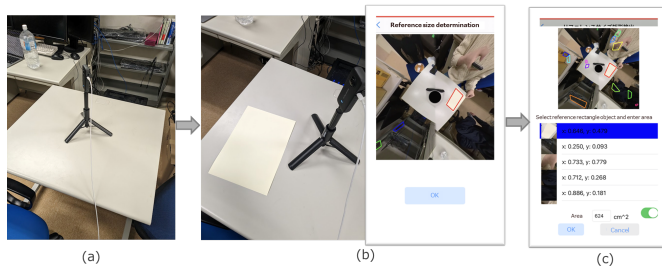 Reference size determination
Select reference rectangle object and enter area
x: 0.250, y: 0.093
x: 0.733, y: 0.779
x: 0.712, y: 0.268
x: 0.886, y: 0.181
Area 624 cm^2
OK
OK Cancel
(a)
(b)
(c)